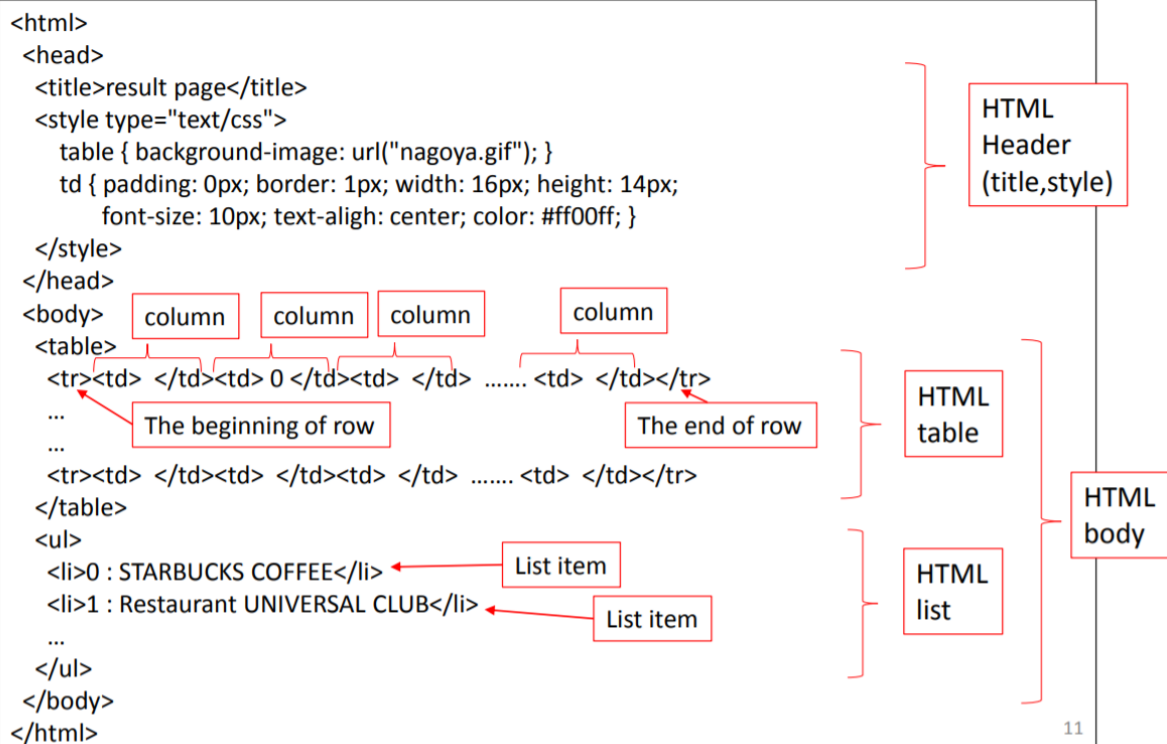 <html>
<head>
<title>result page</title>
<style type="text/css">
table { background-image: url("nagoya.gif"); }
td { padding: 0px; border: 1px; width: 16px; height: 14px;
font-size: 10px; text-aligh: center; color: #ff00ff; }
</style>
</head>
HTML
Header
(title,style)
<body>
column column column column
<table>
<tr><td> </td><td> 0 </td><td> </td> ....... <td> </td></tr>
...
The beginning of row The end of row
...
<tr><td> </td><td> </td><td> </td> ....... <td> </td></tr>
</table>
HTML
table
<ul>
<li>0 : STARBUCKS COFFEE</li>
List item
<li>1 : Restaurant UNIVERSAL CLUB</li>
List item
...
</ul>
HTML
list
HTML
body
</body>
</html>
11